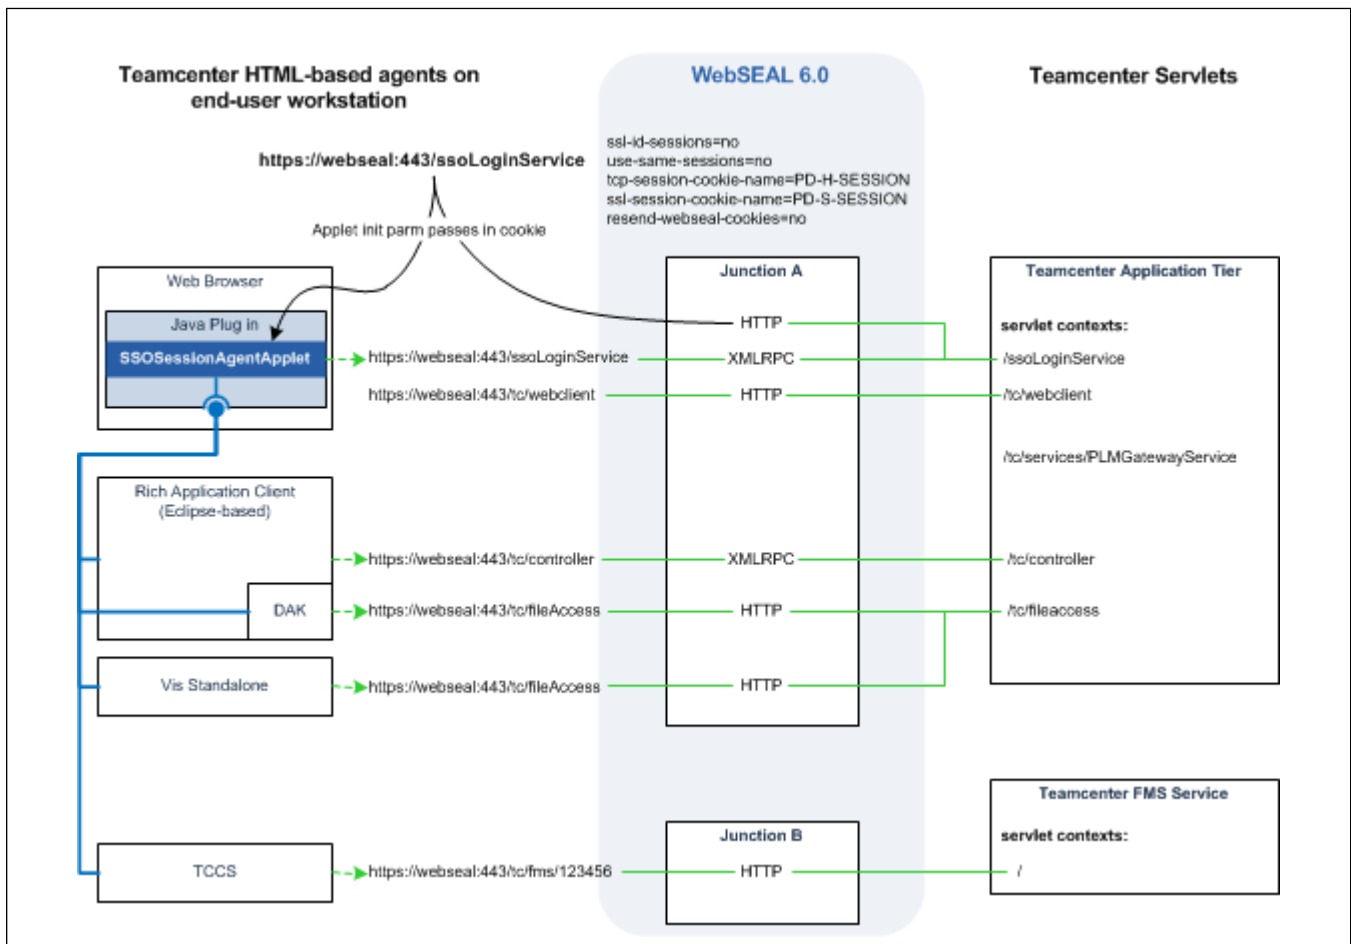 Teamcenter HTML-based agents on
end-user workstation
WebSEAL 6.0
Teamcenter Servlets
https://webseal:443/ssoLoginService
ssl-id-sessions=no
use-same-sessions=no
tcp-session-cookie-name=PD-H-SESSION
ssl-session-cookie-name=PD-S-SESSION
resend-webseal-cookies=no
Applet init parm passes in cookie
Web Browser
Java Plug in
SSOSessionAgentApplet
https://webseal:443/ssoLoginService
https://webseal:443/tc/webclient
Junction A
HTTP
XMLRPC
HTTP
Teamcenter Application Tier
servlet contexts:
/ssoLoginService
/tc/webclient
/tc/services/PLMGatewayService
Rich Application Client
(Eclipse-based)
https://webseal:443/tc/controller
XMLRPC
/tc/controller
DAK
https://webseal:443/tc/fileAccess
HTTP
/tc/fileaccess
Vis Standalone
https://webseal:443/tc/fileAccess
HTTP
Teamcenter FMS Service
servlet contexts:
Junction B
TCCS
https://webseal:443/tc/fms/123456
HTTP
/